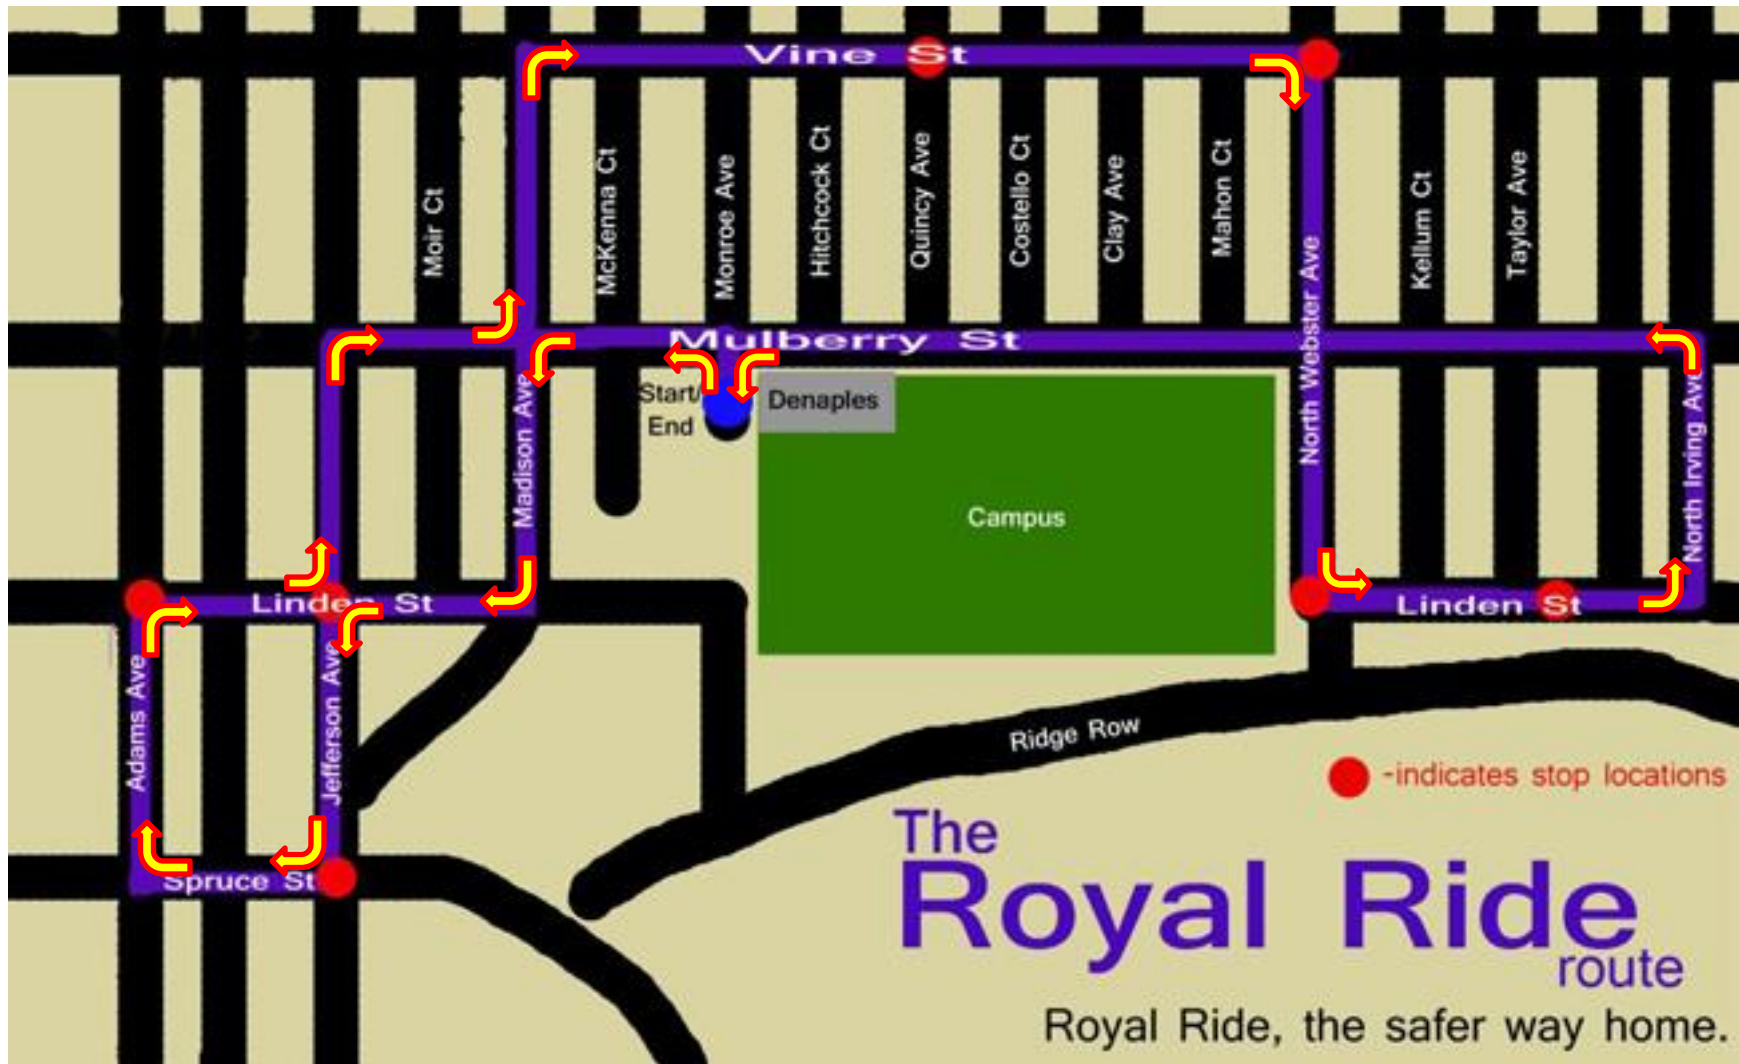 Vine St
Moir Ct
McKenna Ct
Monroe Ave
Hitchcock Ct
Quincy Ave
Costello Ct
Clay Ave
Mahon Ct
North Webster Ave
Kellum Ct
Taylor Ave
Mulberry St
Start/
End
Denaples
Madison Ave
North Irving Ave
Campus
Linden St
Linden St
Adams Ave
Jefferson Ave
Ridge Row
-indicates stop locations
Spruce St
The
Royal Ride
route
Royal Ride, the safer way home.